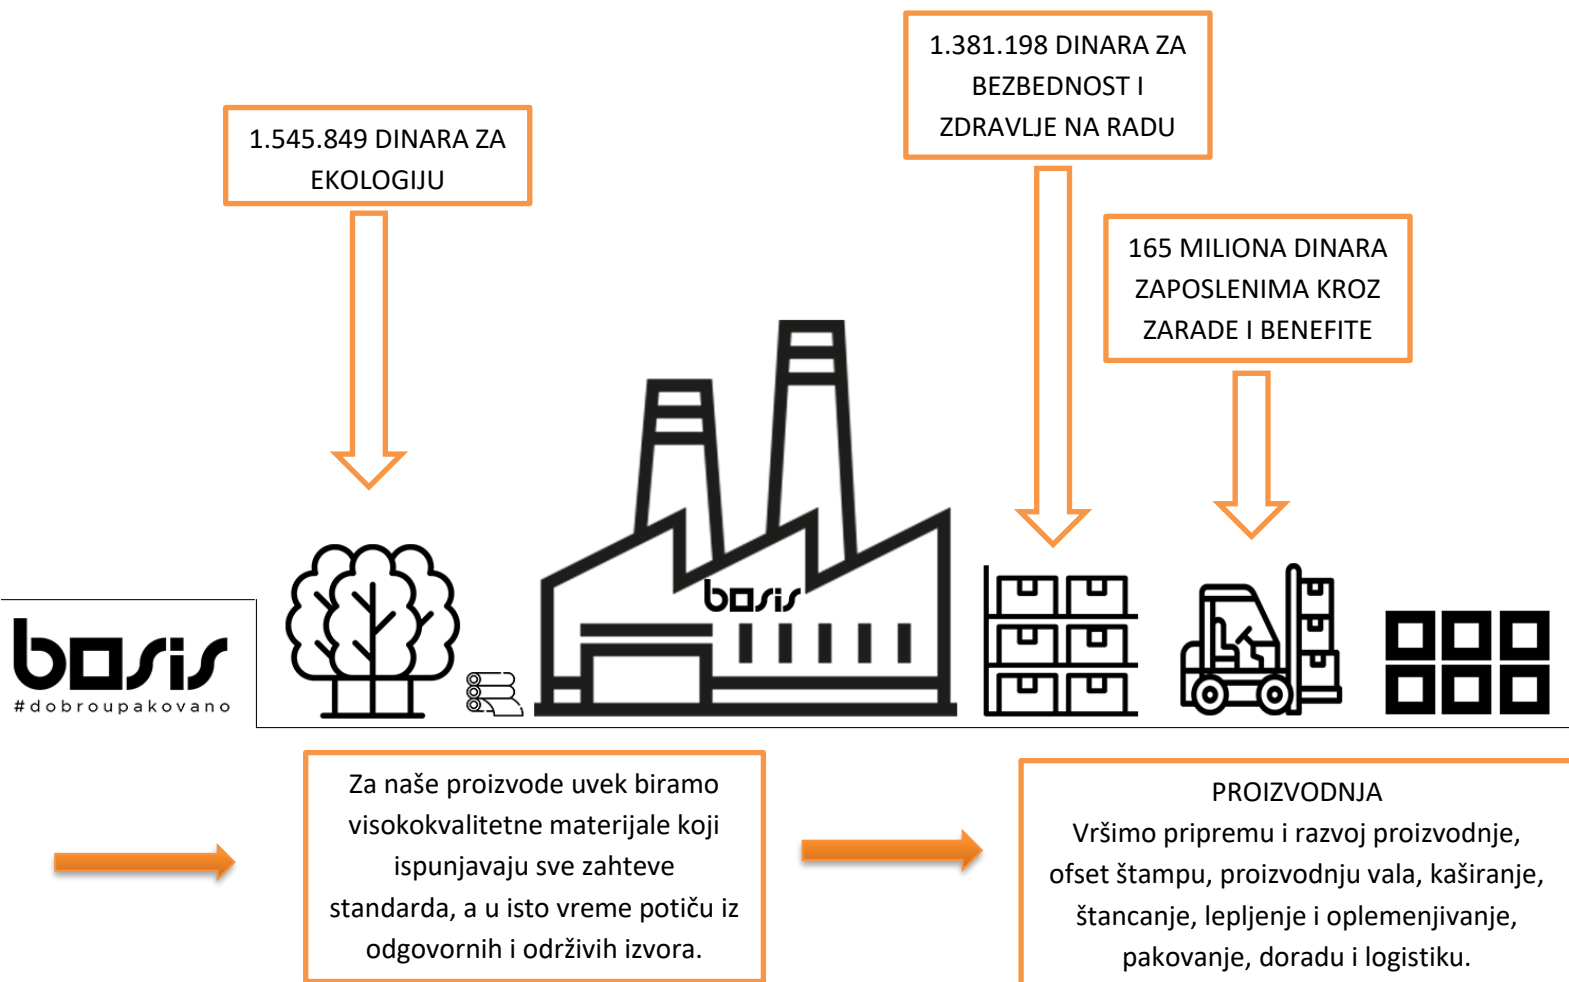 1.381.198 DINARA ZA
BEZBEDNOST I
ZDRAVLJE NA RADU
1.545.849 DINARA ZA
EKOLOGIJU
165 MILIONA DINARA
ZAPOSLENIMA KROZ
ZARADE I BENEFITE
bosis
bosis
#dobroupakovano
Za naše proizvode uvek biramo
visokokvalitetne materijale koji
ispunjavaju sve zahteve
standarda, a u isto vreme potiču iz
odgovornih i održivih izvora.
PROIZVODNJA
Vršimo pripremu i razvoj proizvodnje,
ofset štampu, proizvodnju vala, kaširanje,
štancanje, lepljenje i oplemenjivanje,
pakovanje, doradu i logistiku.